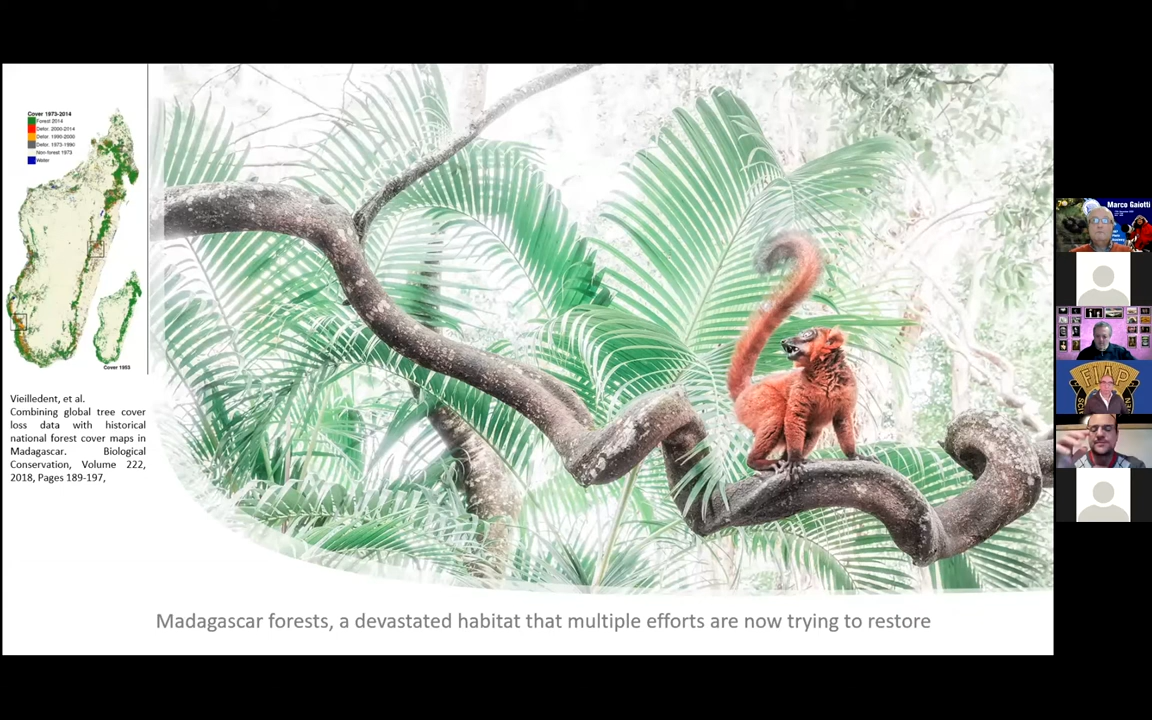 Cover 1973-2014
Forest 2014
Defor. 2000-2014
Defor. 1990-2000
Defor. 1973-1990
Non-forest 1973
Water
Cover 1953
Vieilledent, et al.
Combining global tree cover
loss data with historical
national forest cover maps in
Madagascar. Biological
Conservation, Volume 222,
2018, Pages 189-197,
Madagascar forests, a devastated habitat that multiple efforts are now trying to restore
Marco Gaiotti
FIAP